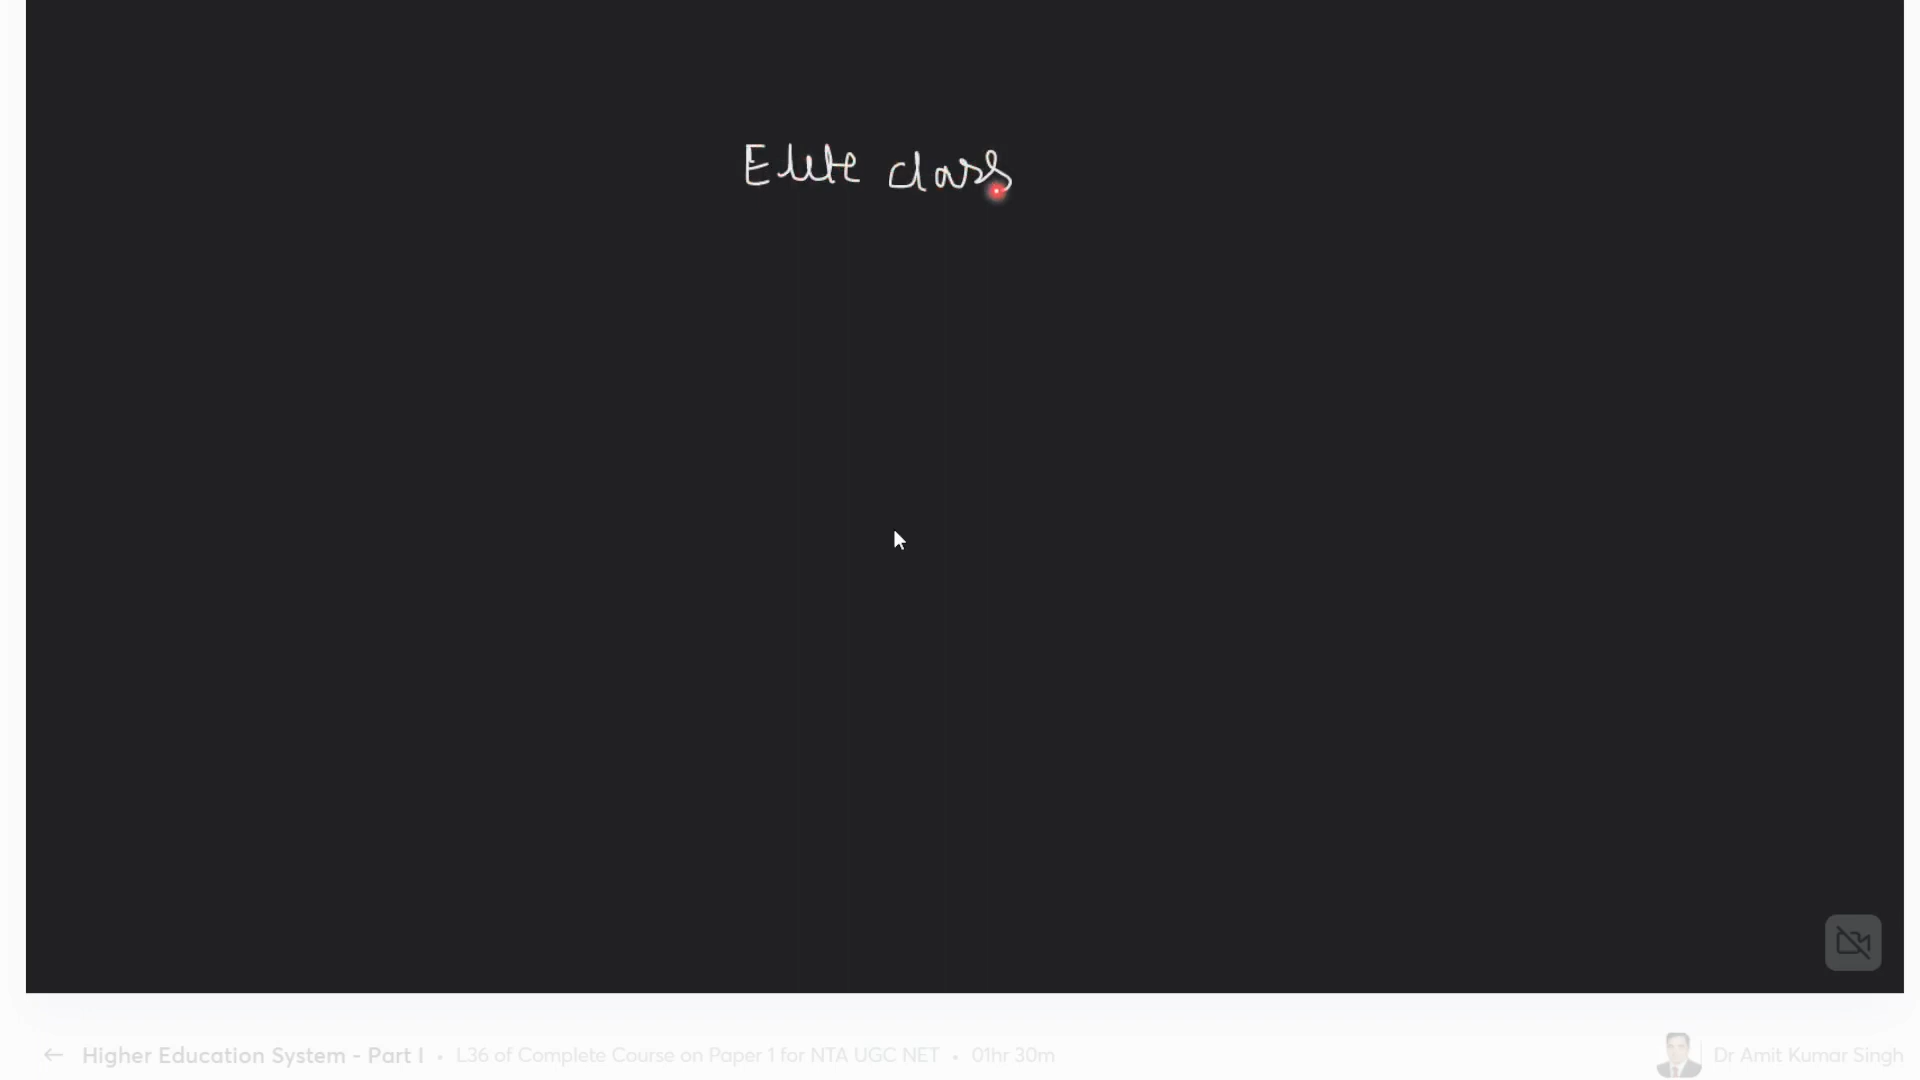 Elite class
← Higher Education System - Part I • L36 of Complete Course on Paper 1 for NTA UGC NET • 01hr 30m
Dr Amit Kumar Singh